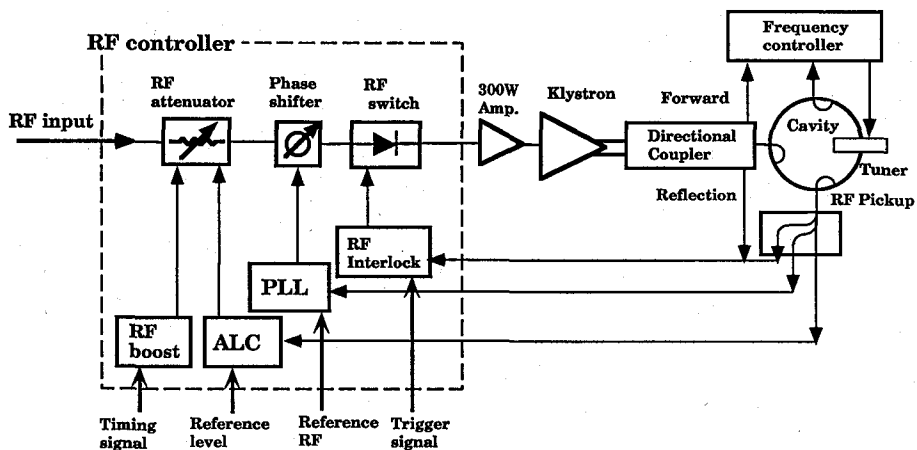 Frequency
controller
RF controller
RF
attenuator
Phase
shifter
RF
switch
300W
Amp.
Klystron
Forward
RF input
Directional
Coupler
Cavity
Tuner
Reflection
RF Pickup
RF
Interlock
PLL
RF
boost
ALC
Timing
signal
Reference
level
Reference
RF
Trigger
signal